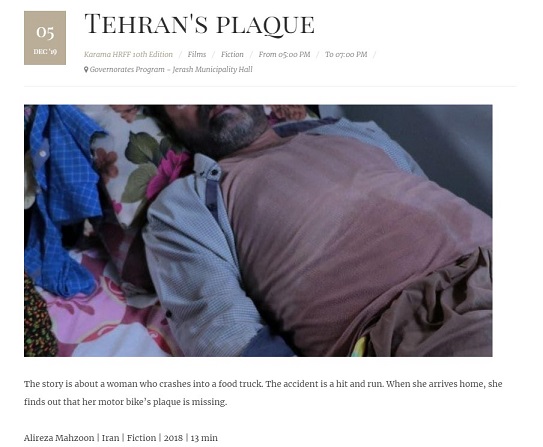 05
DEC '19
TEHRAN'S PLAQUE
Karama HRFF 10th Edition / Films / Fiction / From 05:00 PM / To 07:00 PM /
Governorates Program - Jerash Municipality Hall
The story is about a woman who crashes into a food truck. The accident is a hit and run. When she arrives home, she
finds out that her motor bike's plaque is missing.
Alireza Mahzoon | Iran | Fiction | 2018 | 13 min